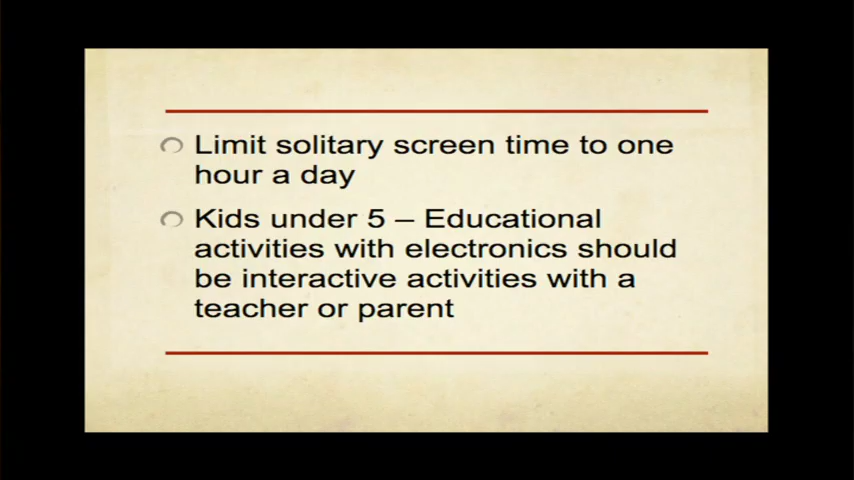 Limit solitary screen time to one
hour a day
Kids under 5 – Educational
activities with electronics should
be interactive activities with a
teacher or parent